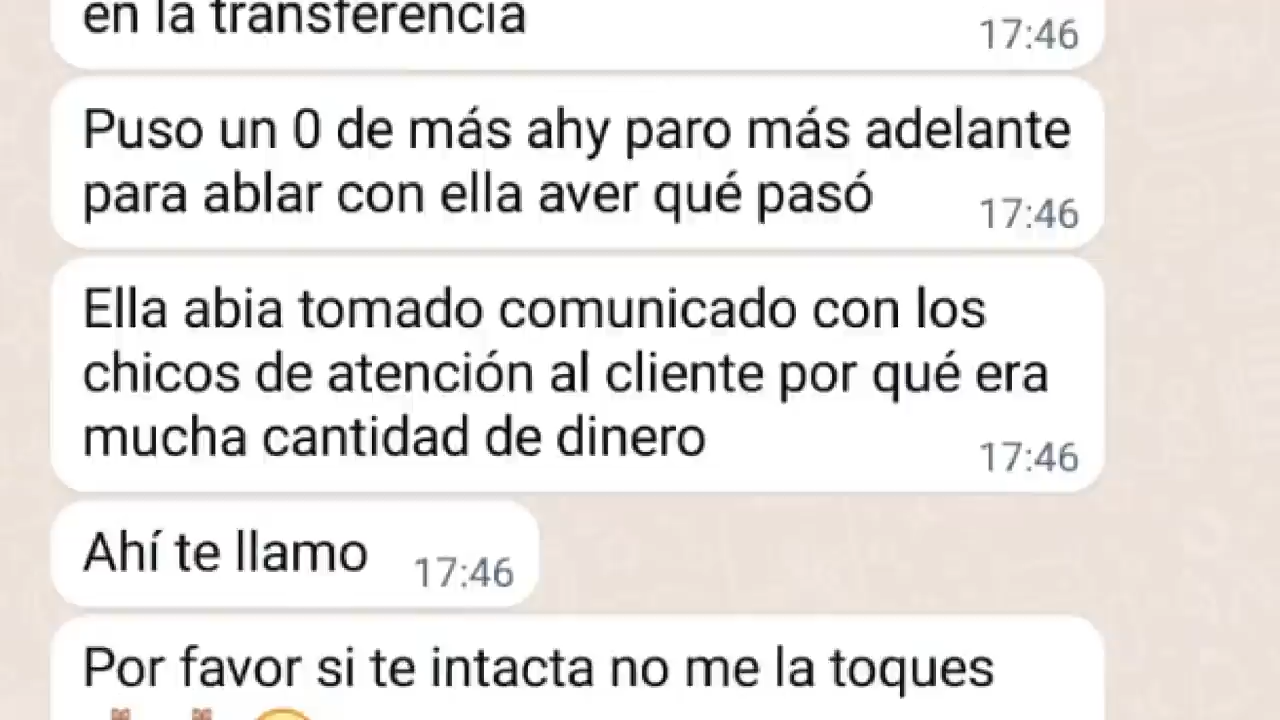 en la transferencia
17:46
Puso un 0 de más ahy paro más adelante
para ablar con ella aver qué pasó
17:46
Ella abia tomado comunicado con los
chicos de atención al cliente por qué era
mucha cantidad de dinero
17:46
Ahí te llamo
17:46
Por favor si te intacta no me la toques